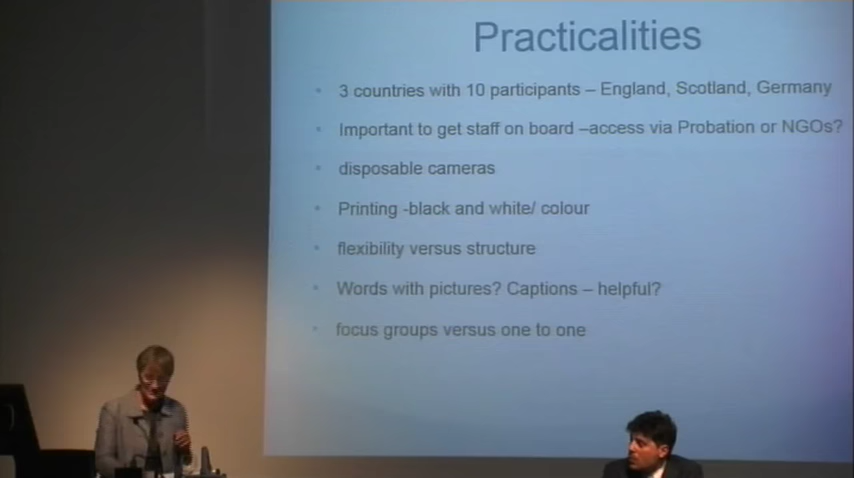 Practicalities
• 3 countries with 10 participants – England, Scotland, Germany
• Important to get staff on board –access via Probation or NGOs?
• disposable cameras
• Printing -black and white/ colour
• flexibility versus structure
• Words with pictures? Captions – helpful?
• focus groups versus one to one